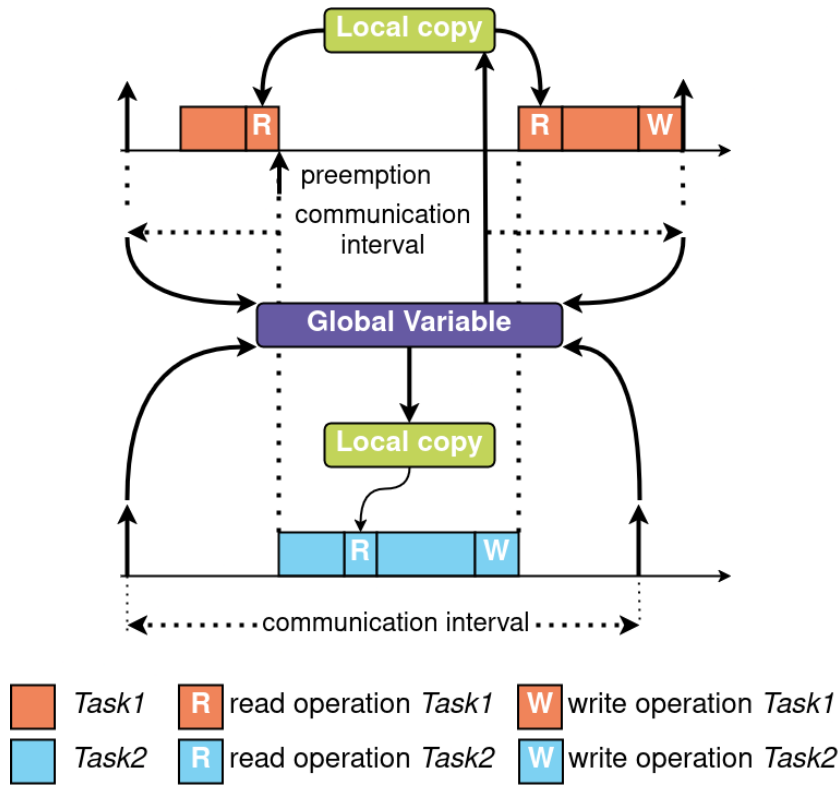 Local copy
R
R
W
preemption
communication
interval
Global Variable
Local copy
R
W
communication interval
Task1
R read operation Task1
W write operation Task1
Task2
R read operation Task2
W write operation Task2